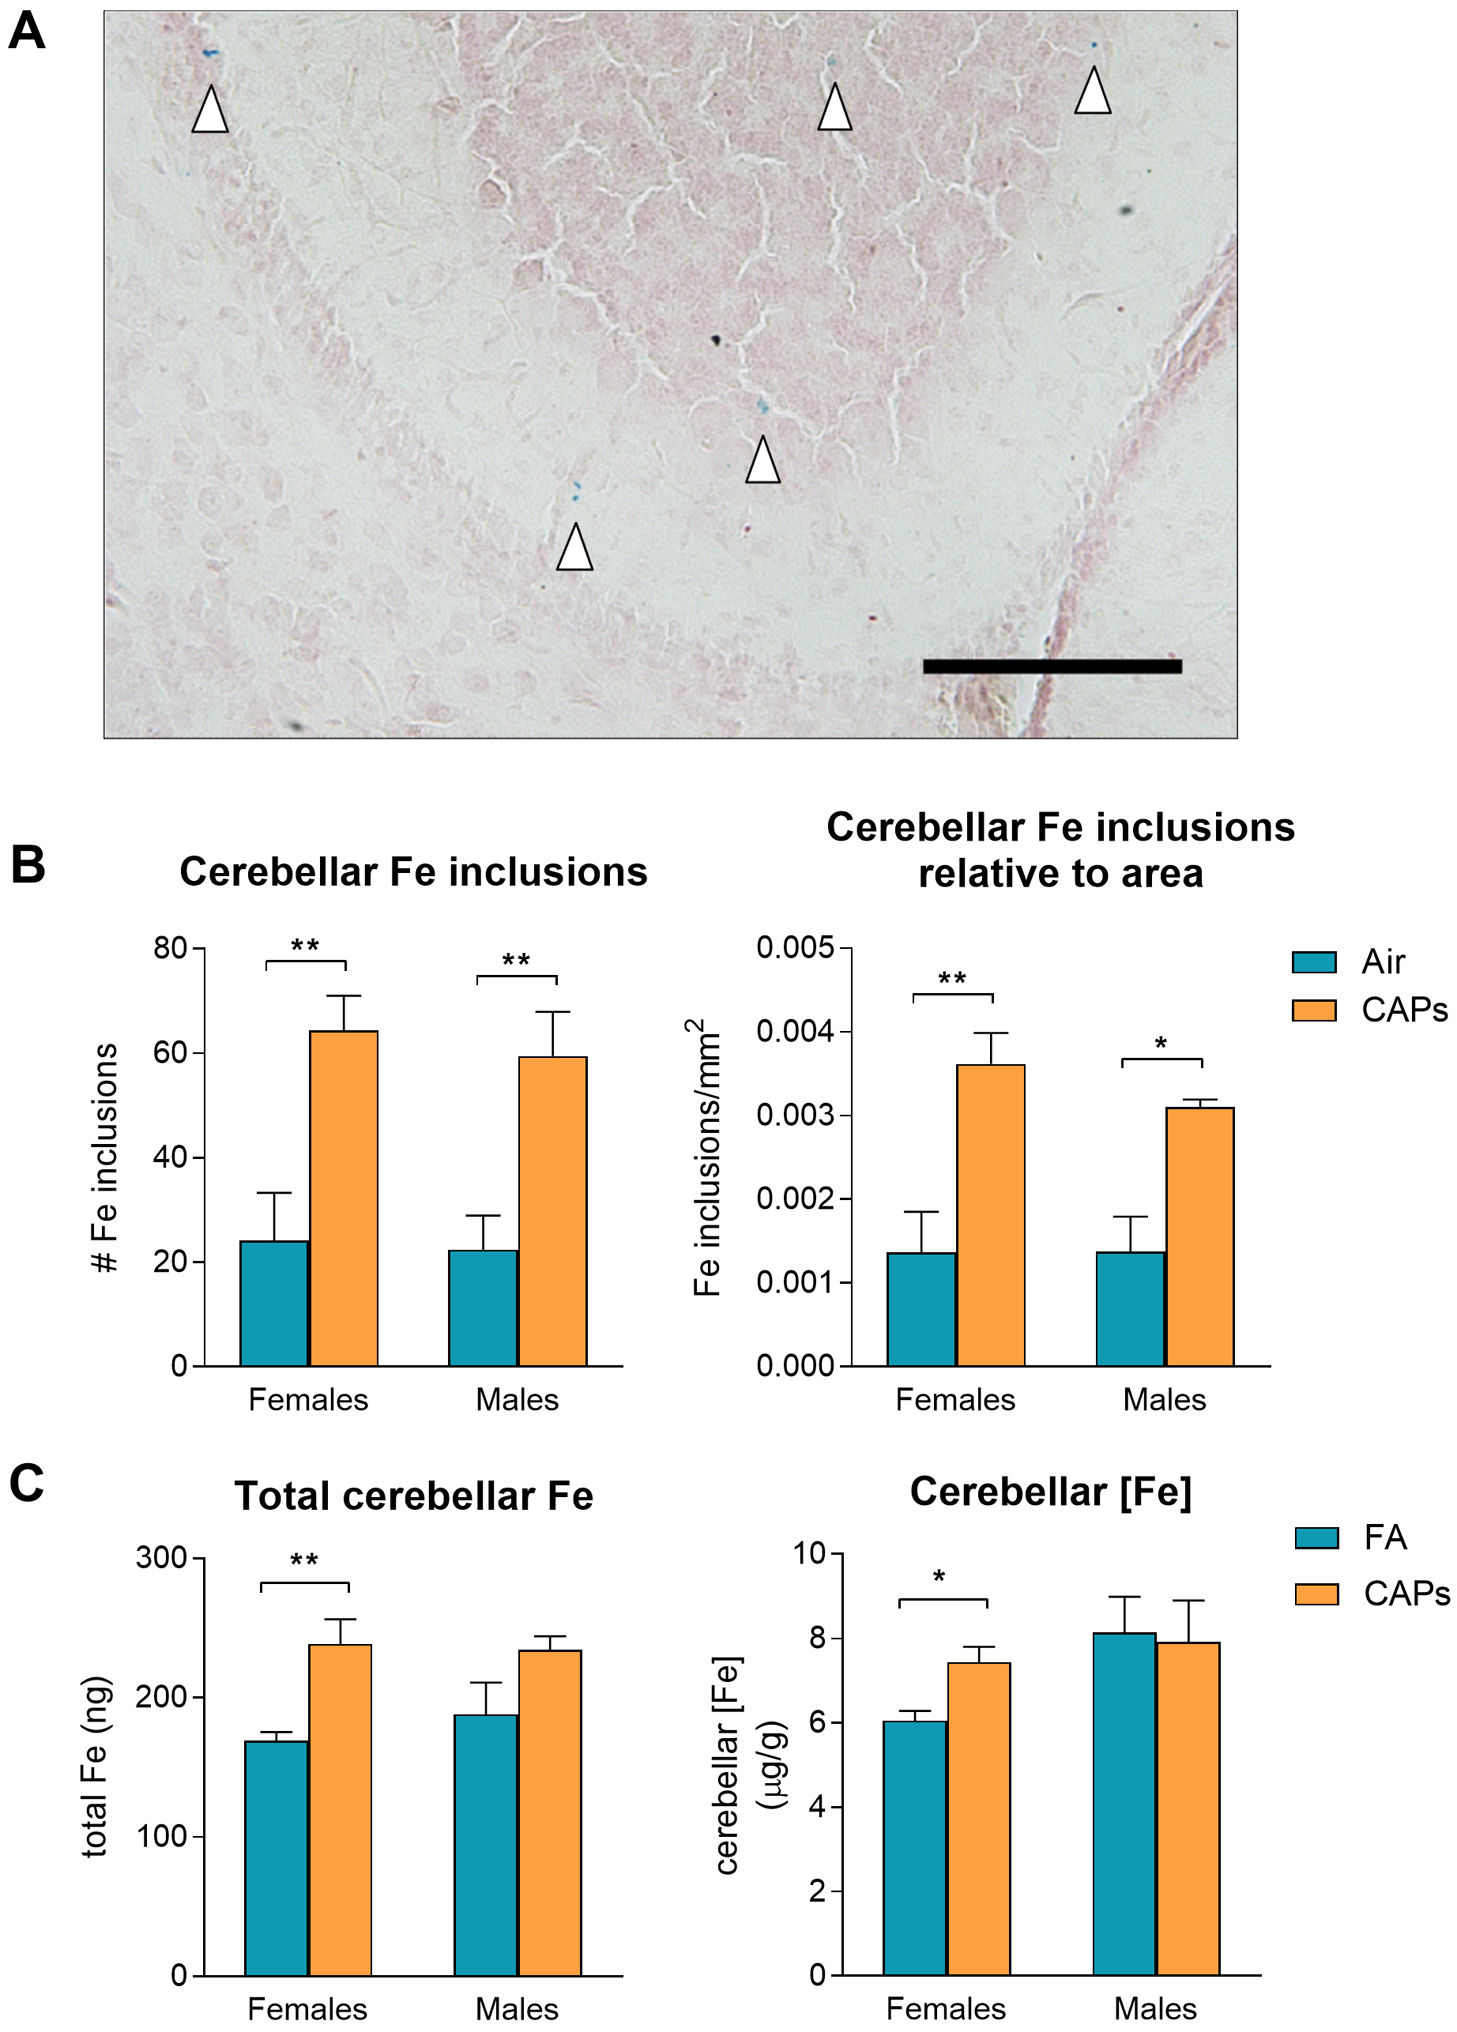 A
B
Cerebellar Fe inclusions
# Fe inclusions
80
60
40
20
0
**
**
Females
Males
Cerebellar Fe inclusions
relative to area
Fe inclusions/mm2
0.005
0.004
0.003
0.002
0.001
0.000
**
*
Females
Males
Air
CAPs
C
Total cerebellar Fe
total Fe (ng)
300
200
100
0
**
Females
Males
Cerebellar [Fe]
cerebellar [Fe]
(µg/g)
10
8
6
4
2
0
*
Females
Males
FA
CAPs